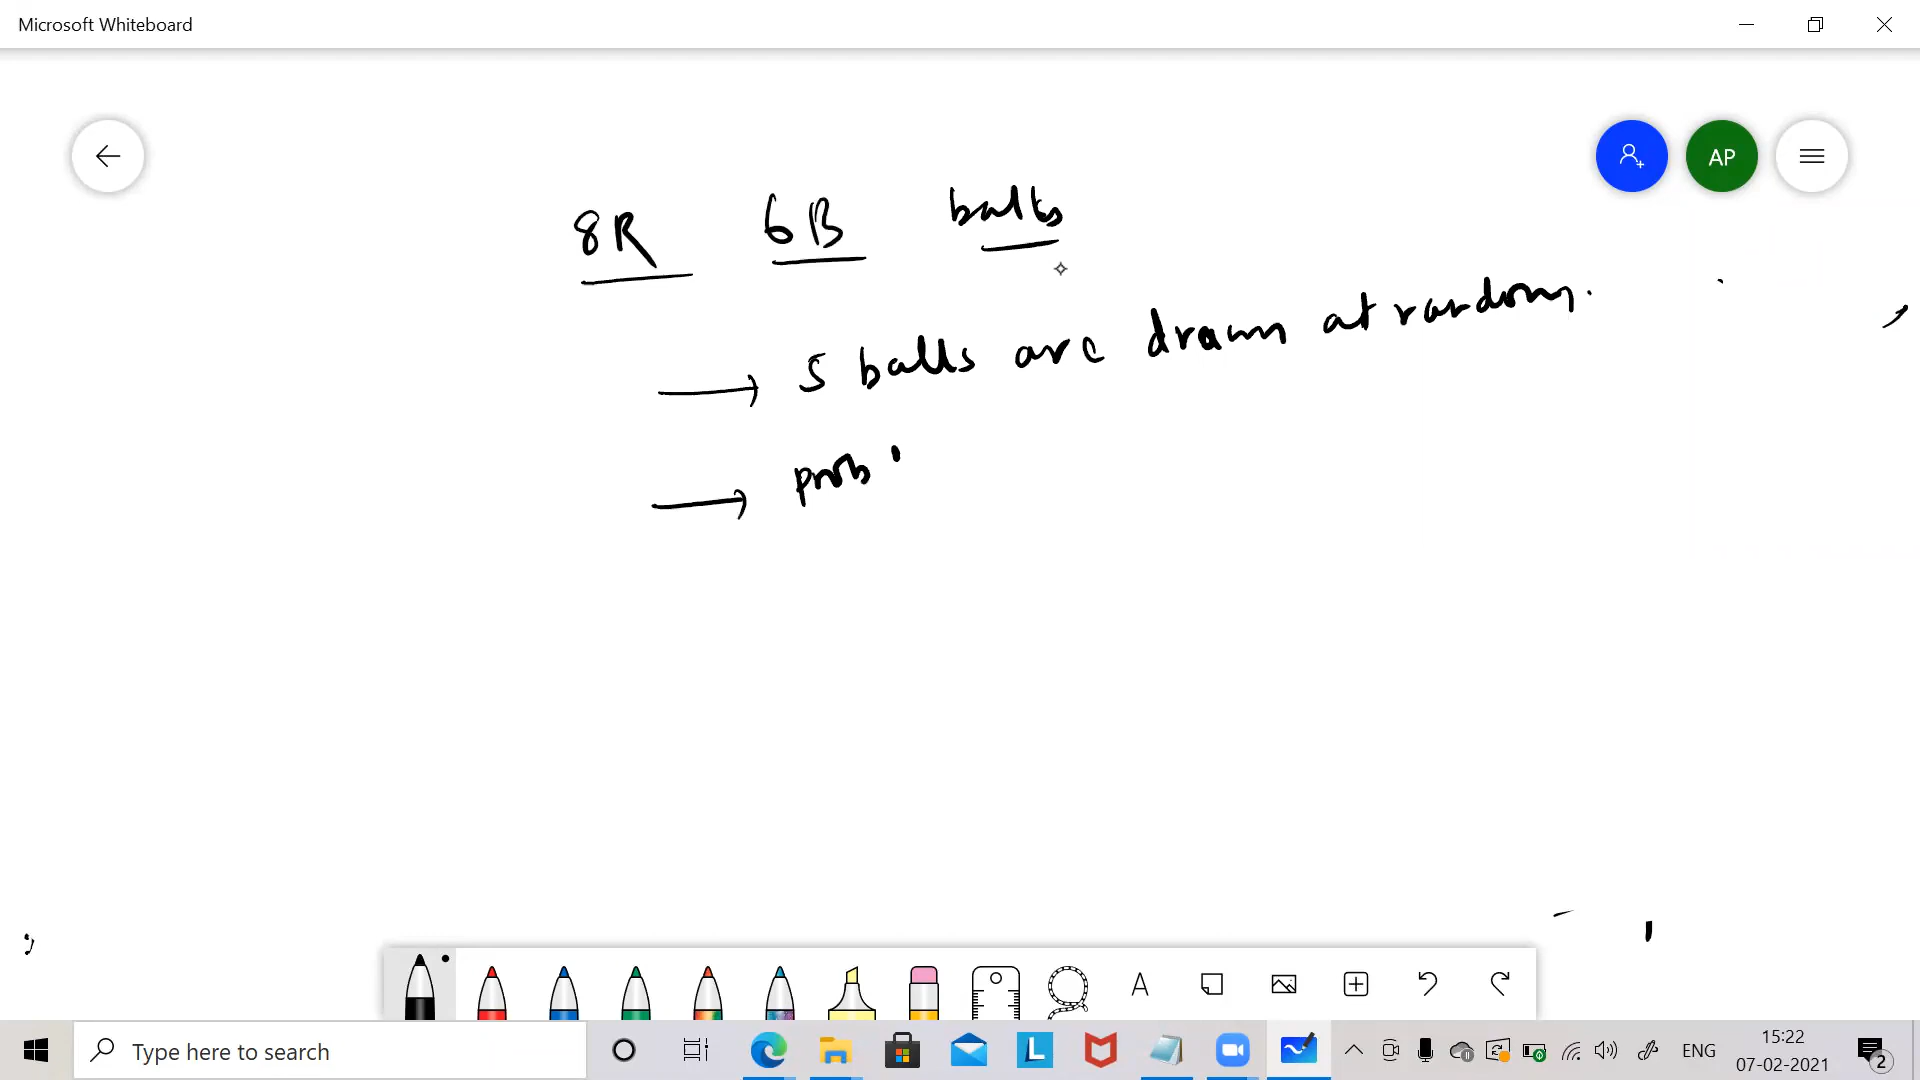 Microsoft Whiteboard
AP
8R 6B balls
→ 5 balls are drawn at random.
→ prob
A
Type here to search
L
ENG
15:22
07-02-2021
2